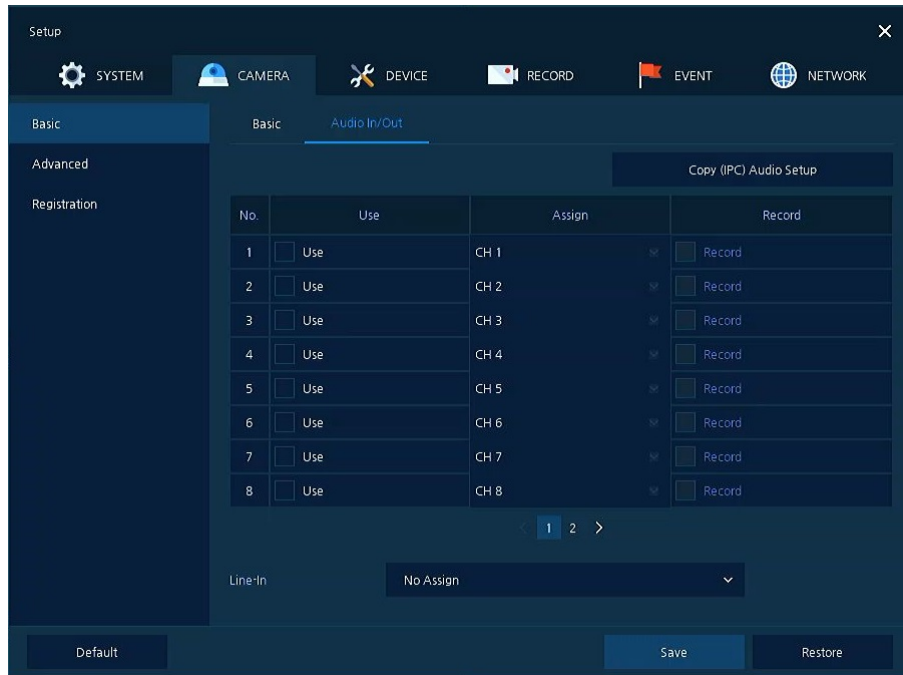 Setup
SYSTEM CAMERA DEVICE RECORD EVENT NETWORK
Basic
Advanced
Registration
Basic Audio In/Out
Copy (IPC) Audio Setup
No. Use Assign Record
1 Use CH 1 Record
2 Use CH 2 Record
3 Use CH 3 Record
4 Use CH 4 Record
5 Use CH 5 Record
6 Use CH 6 Record
7 Use CH 7 Record
8 Use CH 8 Record
1 2
Line-In No Assign
Default Save Restore